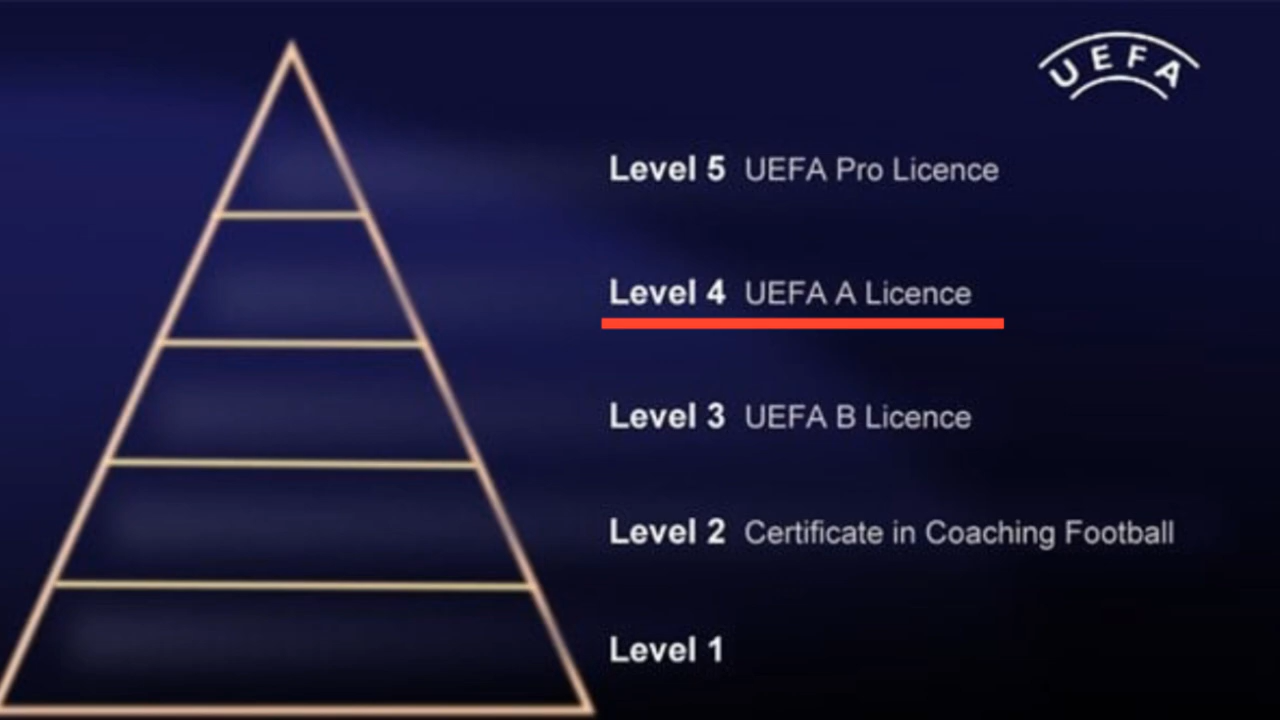 UEFA
Level 5 UEFA Pro Licence
Level 4 UEFA A Licence
Level 3 UEFA B Licence
Level 2 Certificate in Coaching Football
Level 1